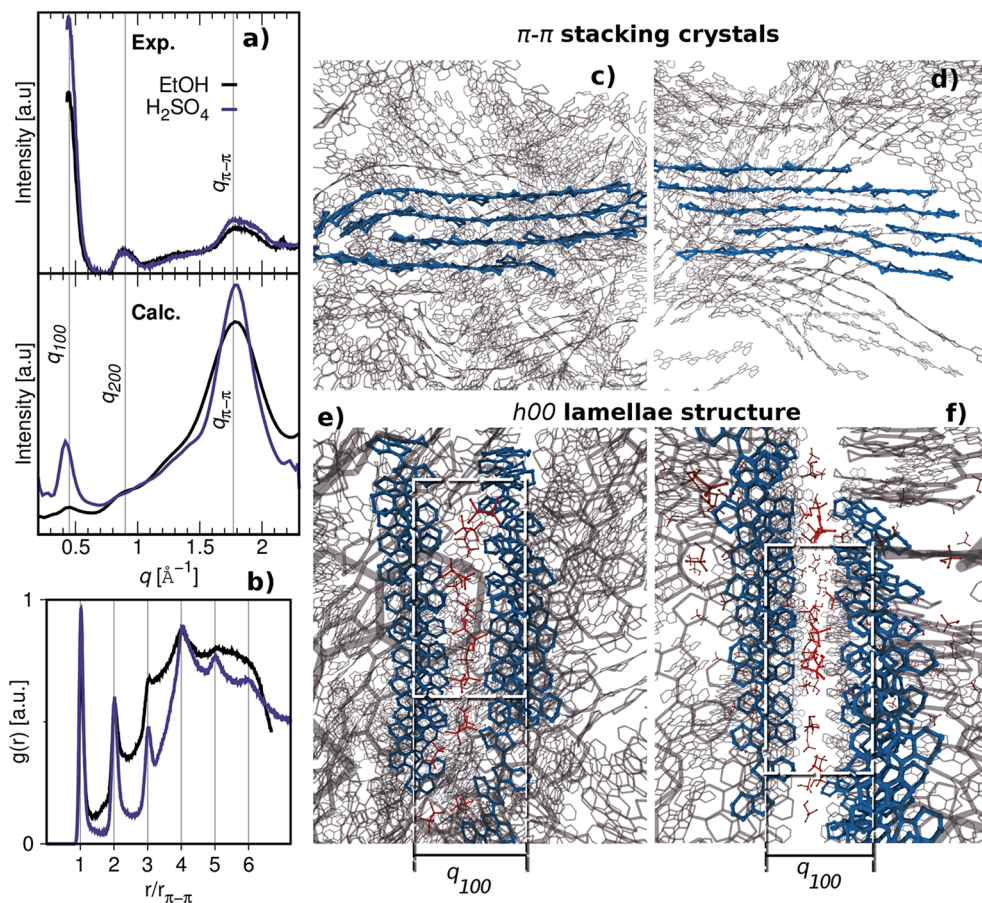 a)
Exp.
EtOH
H2SO4
qπ−π
Intensity [a.u]
Calc.
q100
q200
qπ−π
Intensity [a.u]
0.5 1 1.5 2
q [Å−1]
b)
1
0
g(r) [a.u.]
1 2 3 4 5 6
r/rπ−π
π-π stacking crystals
c)
d)
h00 lamellae structure
e)
f)
q100
q100